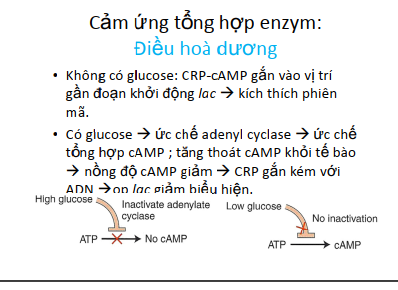 Cảm ứng tổng hợp enzym:
Điều hoà dương
• Không có glucose: CRP-cAMP gắn vào vị trí
gần đoạn khởi động lac → kích thích phiên
mã.
• Có glucose → ức chế adenyl cyclase → ức chế
tổng hợp cAMP ; tăng thoát cAMP khỏi tế bào
→ nồng độ cAMP giảm → CRP gắn kém với
ADN → op lac giảm biểu hiện.
High glucose
Inactivate adenylate
cyclase
ATP → No cAMP
Low glucose
No inactivation
ATP → cAMP